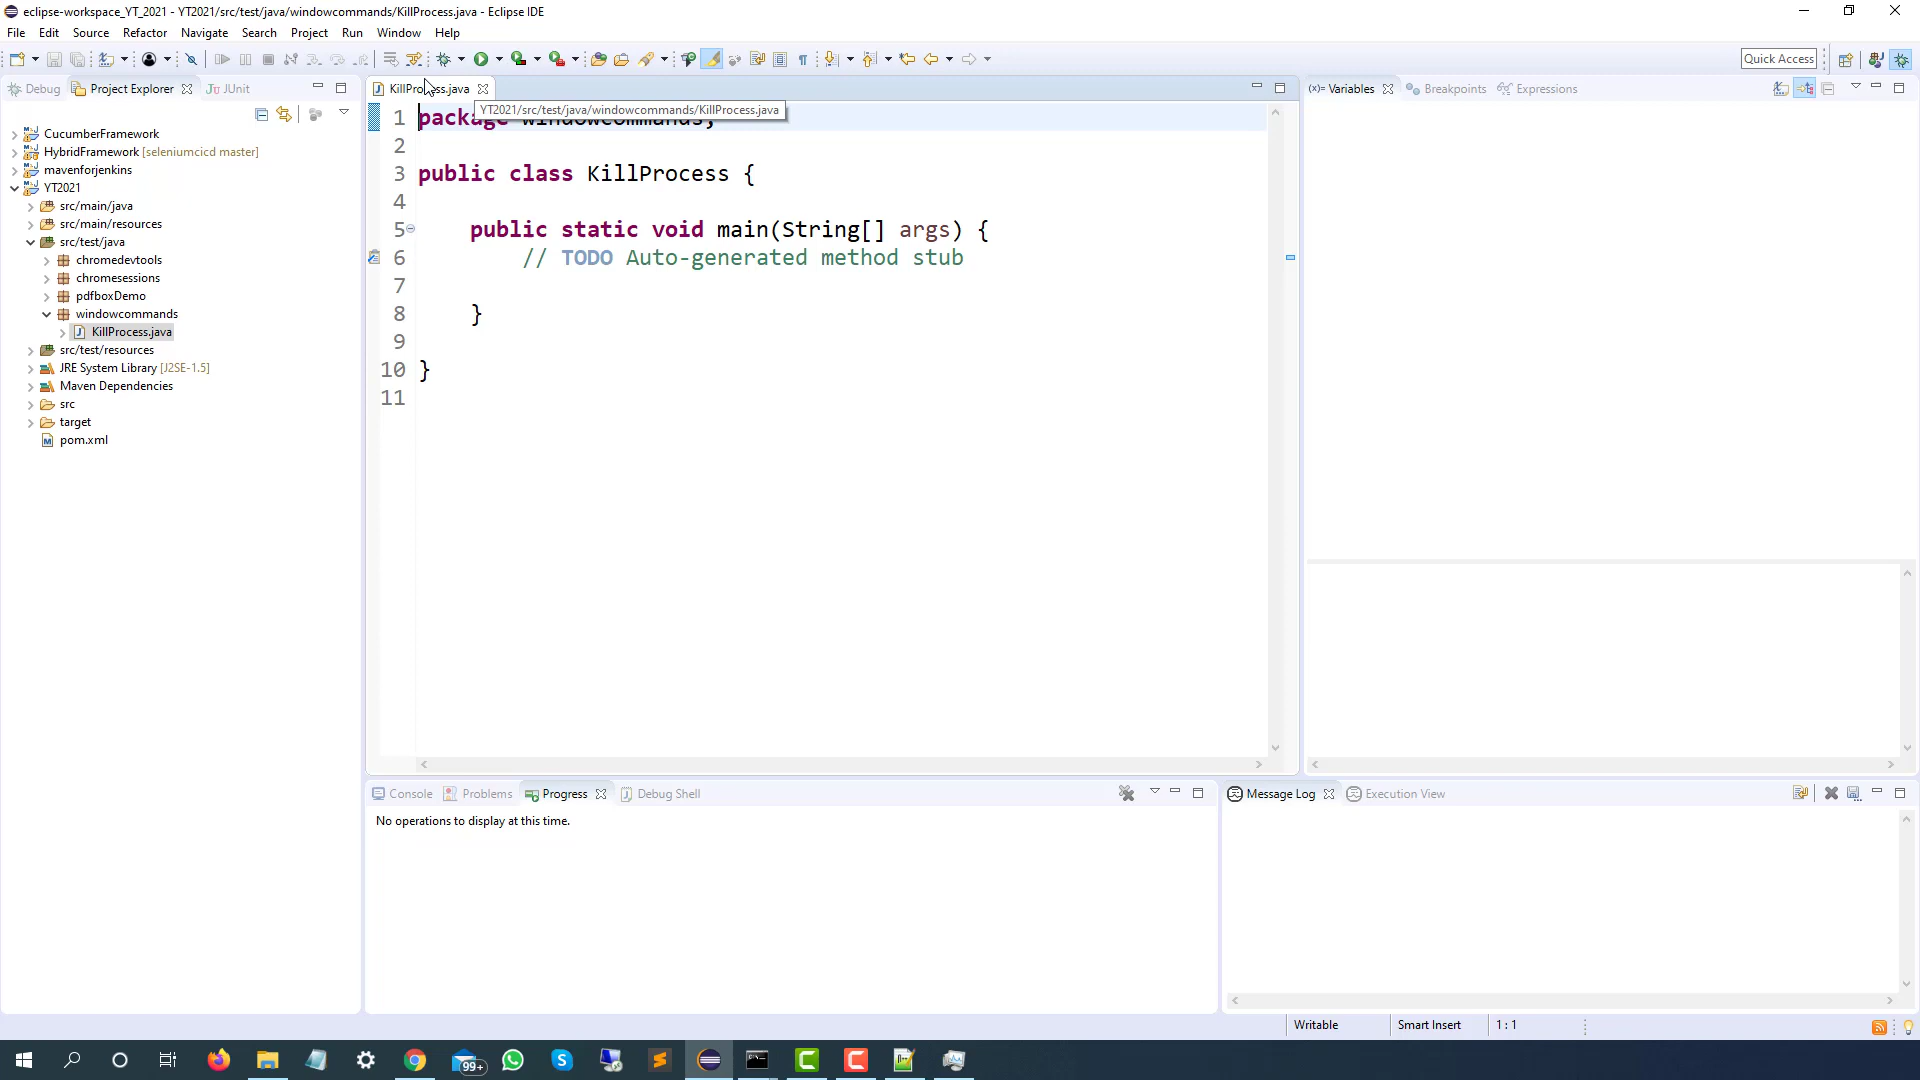 eclipse-workspace_YT_2021 - YT2021/src/test/java/windowcommands/KillProcess.java - Eclipse IDE
File Edit Source Refactor Navigate Search Project Run Window Help
Quick Access
Debug Project Explorer JUnit
CucumberFramework
HybridFramework [seleniumcicd master]
mavenforjenkins
YT2021
src/main/java
src/main/resources
src/test/java
chromedevtools
chromesessions
pdfboxDemo
windowcommands
KillProcess.java
src/test/resources
JRE System Library [J2SE-1.5]
Maven Dependencies
src
target
pom.xml
KillProcess.java
YT2021/src/test/java/windowcommands/KillProcess.java
1 package windowcommands;
2
3 public class KillProcess {
4
5 public static void main(String[] args) {
6 // TODO Auto-generated method stub
7
8 }
9
10 }
11
(x)= Variables Breakpoints Expressions
Console Problems Progress Debug Shell
No operations to display at this time.
Message Log Execution View
Writable Smart Insert 1 : 1
99+